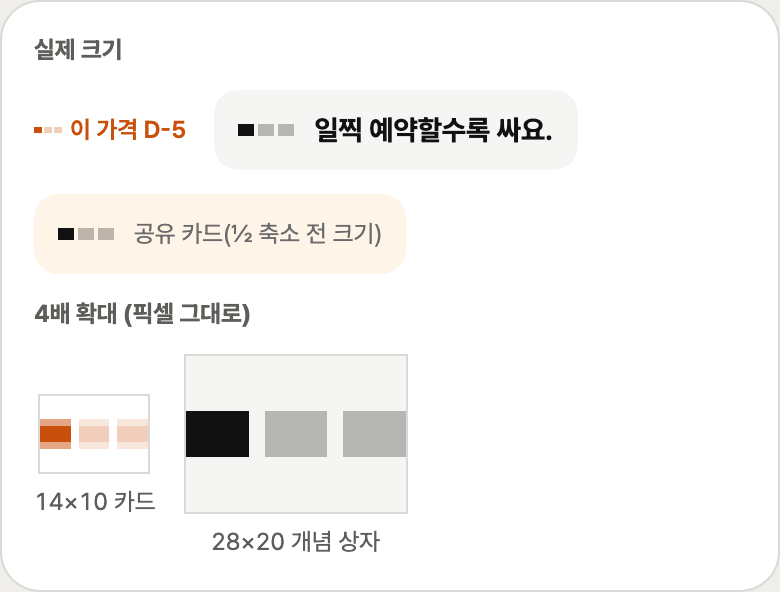 실제 크기
이 가격 D-5
일찍 예약할수록 싸요.
공유 카드(½ 축소 전 크기)
4배 확대 (픽셀 그대로)
14×10 카드
28×20 개념 상자